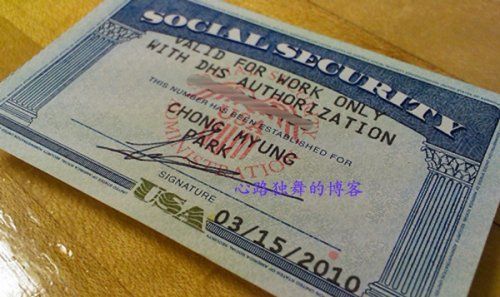 SOCIAL SECURITY
VALID FOR WORK ONLY
WITH DHS AUTHORIZATION
THIS NUMBER HAS BEEN ESTABLISHED FOR
CHONG MYUNG
PARK
SIGNATURE
心路独舞的博客
USA
03/15/2010